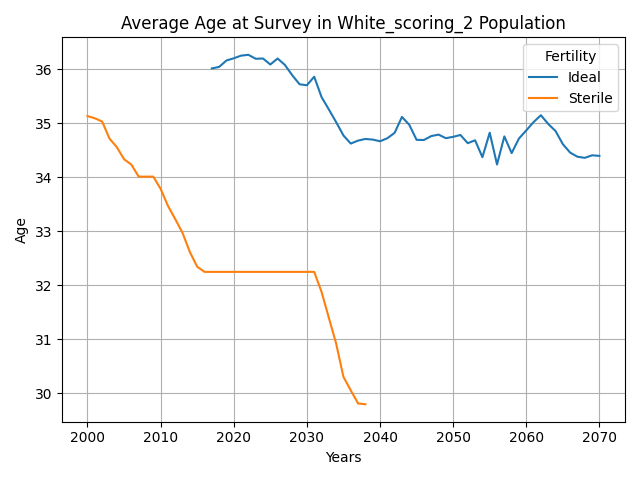 Average Age at Survey in White_scoring_2 Population
Fertility
Ideal
Sterile
Age
36
35
34
33
32
31
30
2000
2010
2020
2030
2040
2050
2060
2070
Years